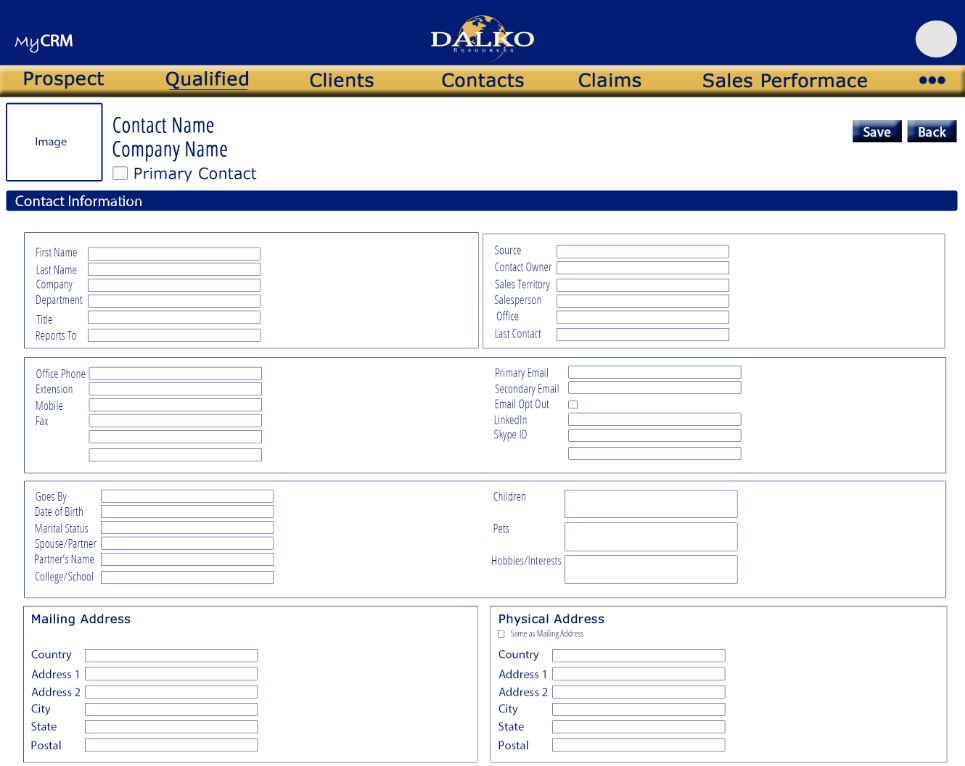 MyCRM
DALKO
RESOURCES
Prospect Qualified Clients Contacts Claims Sales Performace •••
Image
Contact Name
Company Name
Primary Contact
Save Back
Contact Information
First Name
Last Name
Company
Department
Title
Reports To
Source
Contact Owner
Sales Territory
Salesperson
Office
Last Contact
Office Phone
Extension
Mobile
Fax
Primary Email
Secondary Email
Email Opt Out
LinkedIn
Skype ID
Goes By
Date of Birth
Marital Status
Spouse/Partner
Partner's Name
College/School
Children
Pets
Hobbies/Interests
Mailing Address
Country
Address 1
Address 2
City
State
Postal
Physical Address
Same as Mailing Address
Country
Address 1
Address 2
City
State
Postal